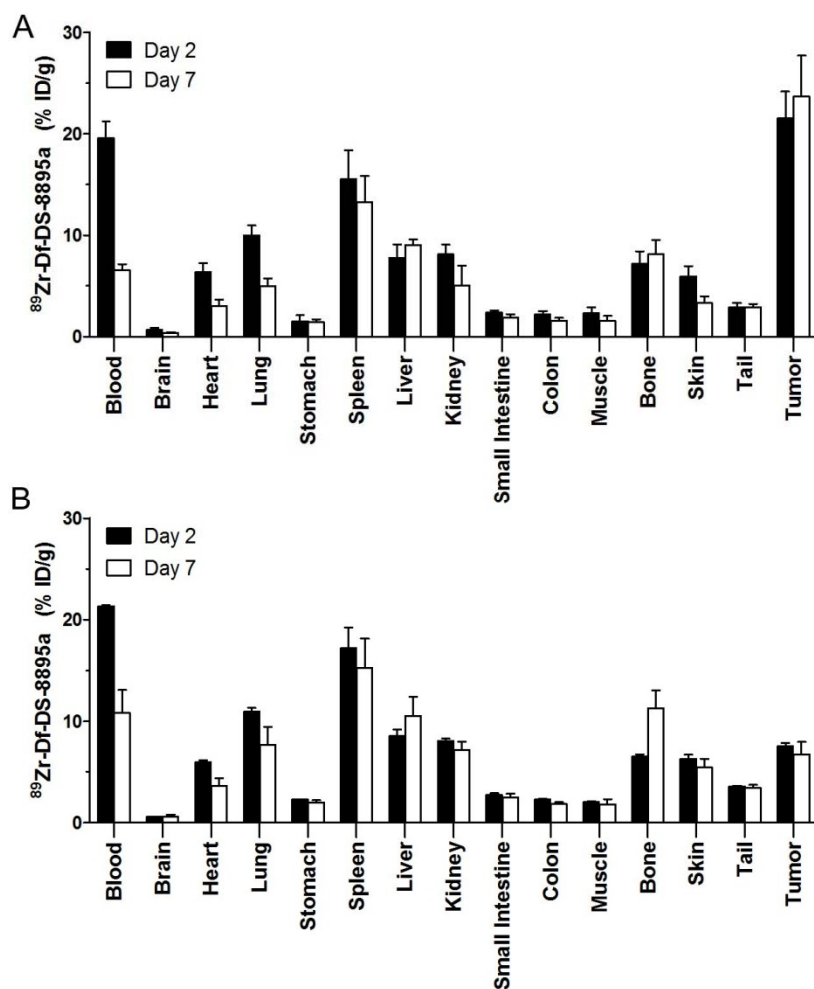 A
Day 2
Day 7
⁸⁹Zr-Df-DS-8895a (% ID/g)
30
20
10
0
Blood
Brain
Heart
Lung
Stomach
Spleen
Liver
Kidney
Small Intestine
Colon
Muscle
Bone
Skin
Tail
Tumor
B
Day 2
Day 7
⁸⁹Zr-Df-DS-8895a (% ID/g)
30
20
10
0
Blood
Brain
Heart
Lung
Stomach
Spleen
Liver
Kidney
Small Intestine
Colon
Muscle
Bone
Skin
Tail
Tumor